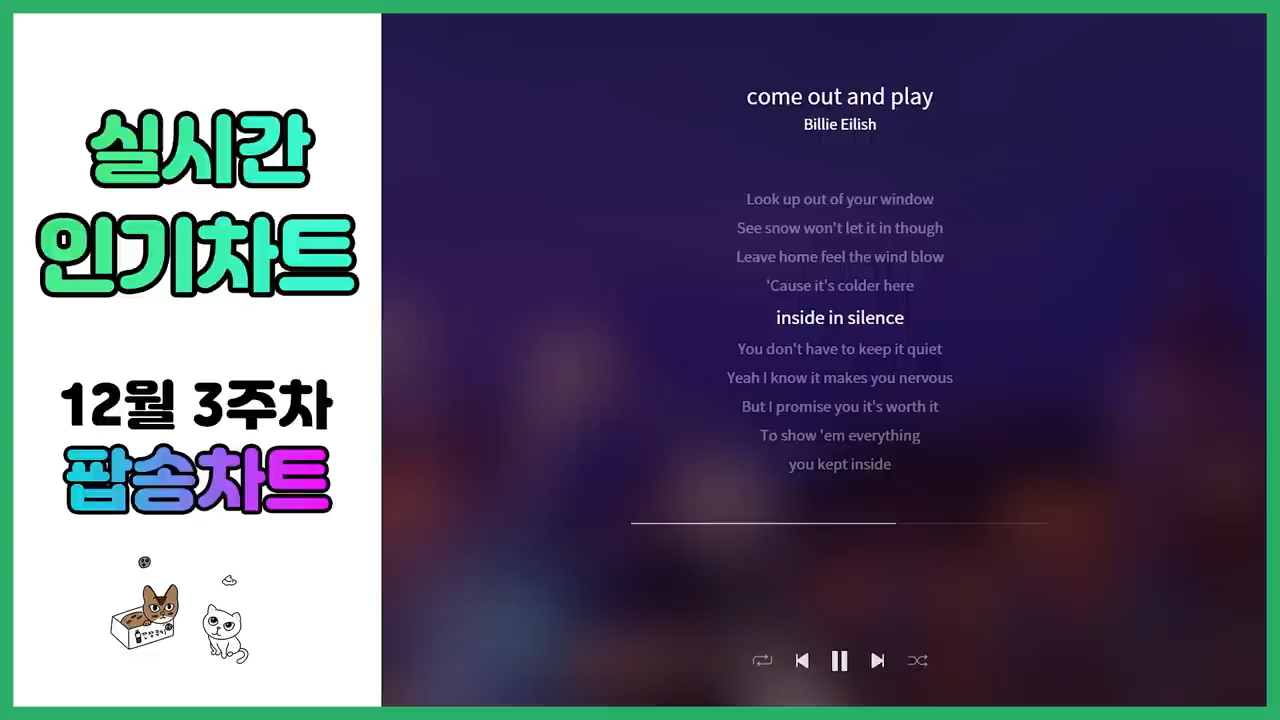 실시간
인기차트
12월 3주차
팝송차트
come out and play
Billie Eilish
Look up out of your window
See snow won't let it in though
Leave home feel the wind blow
'Cause it's colder here
inside in silence
You don't have to keep it quiet
Yeah I know it makes you nervous
But I promise you it's worth it
To show 'em everything
you kept inside